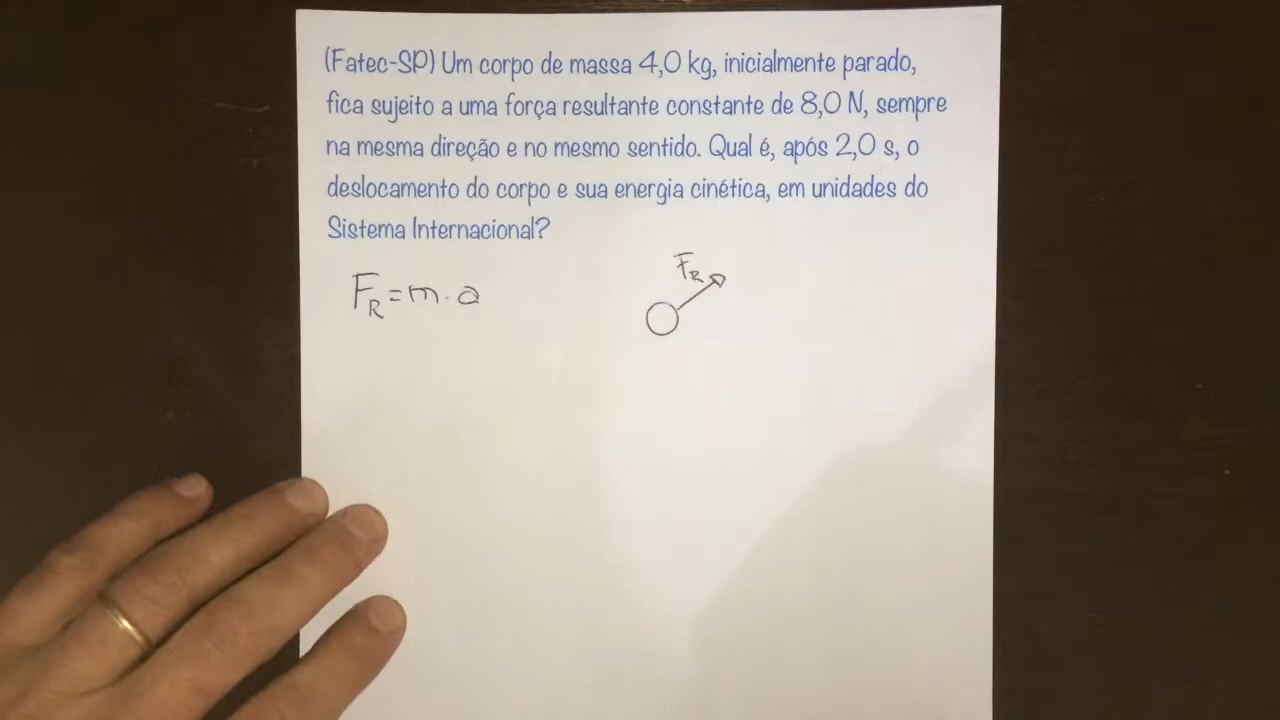 (Fatec-SP) Um corpo de massa 4,0 kg, inicialmente parado,
fica sujeito a uma força resultante constante de 8,0 N, sempre
na mesma direção e no mesmo sentido. Qual é, após 2,0 s, o
deslocamento do corpo e sua energia cinética, em unidades do
Sistema Internacional?
F_R
F_R = m · a